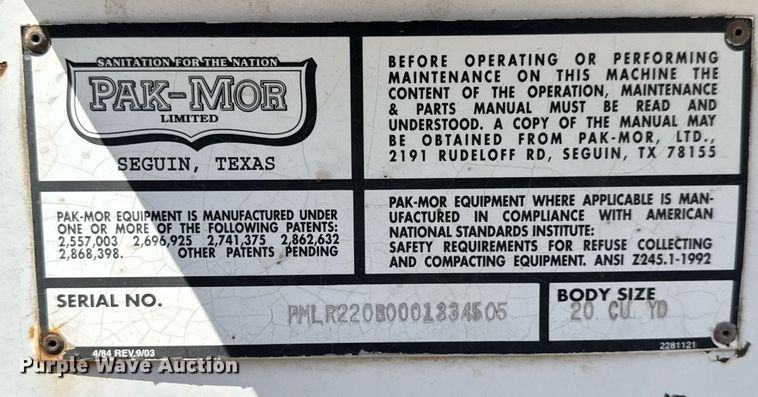 SANITATION FOR THE NATION
PAK-MOR
LIMITED
SEGUIN, TEXAS
BEFORE OPERATING OR PERFORMING
MAINTENANCE ON THIS MACHINE THE
CONTENT OF THE OPERATION, MAINTENANCE
& PARTS MANUAL MUST BE READ AND
UNDERSTOOD. A COPY OF THE MANUAL MAY
BE OBTAINED FROM PAK-MOR, LTD.,
2191 RUDELOFF RD, SEGUIN, TX 78155
PAK-MOR EQUIPMENT IS MANUFACTURED UNDER
ONE OR MORE OF THE FOLLOWING PATENTS:
2,557,003 2,696,925 2,741,375 2,862,632
2,868,398. OTHER PATENTS PENDING
PAK-MOR EQUIPMENT WHERE APPLICABLE IS MAN-
UFACTURED IN COMPLIANCE WITH AMERICAN
NATIONAL STANDARDS INSTITUTE:
SAFETY REQUIREMENTS FOR REFUSE COLLECTING
AND COMPACTING EQUIPMENT. ANSI Z245.1-1992
SERIAL NO. PMLR220B0001334505
BODY SIZE
20 CU YD
4/84 REV.9/03
2281121
Purple Wave Auction